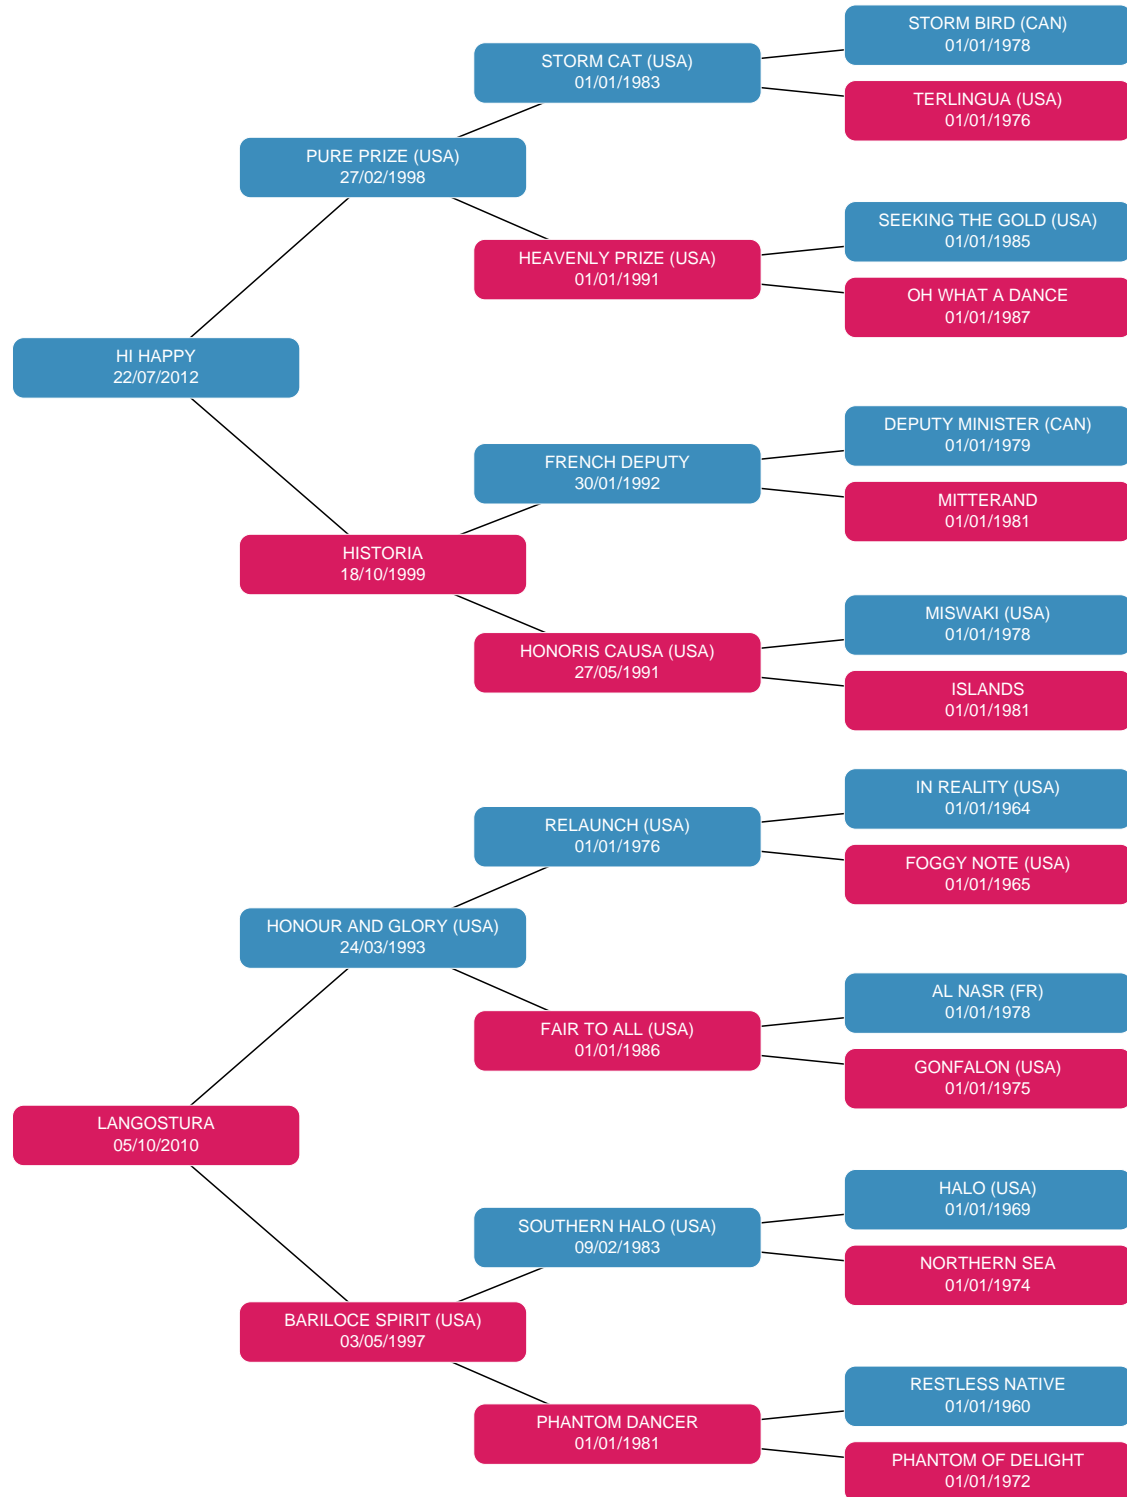 STORM BIRD (CAN)
01/01/1978
STORM CAT (USA)
01/01/1983
TERLINGUA (USA)
01/01/1976
PURE PRIZE (USA)
27/02/1998
SEEKING THE GOLD (USA)
01/01/1985
HEAVENLY PRIZE (USA)
01/01/1991
OH WHAT A DANCE
01/01/1987
HI HAPPY
22/07/2012
DEPUTY MINISTER (CAN)
01/01/1979
FRENCH DEPUTY
30/01/1992
MITTERAND
01/01/1981
HISTORIA
18/10/1999
MISWAKI (USA)
01/01/1978
HONORIS CAUSA (USA)
27/05/1991
ISLANDS
01/01/1981
IN REALITY (USA)
01/01/1964
RELAUNCH (USA)
01/01/1976
FOGGY NOTE (USA)
01/01/1965
HONOUR AND GLORY (USA)
24/03/1993
AL NASR (FR)
01/01/1978
FAIR TO ALL (USA)
01/01/1986
GONFALON (USA)
01/01/1975
LANGOSTURA
05/10/2010
HALO (USA)
01/01/1969
SOUTHERN HALO (USA)
09/02/1983
NORTHERN SEA
01/01/1974
BARILOCE SPIRIT (USA)
03/05/1997
RESTLESS NATIVE
01/01/1960
PHANTOM DANCER
01/01/1981
PHANTOM OF DELIGHT
01/01/1972